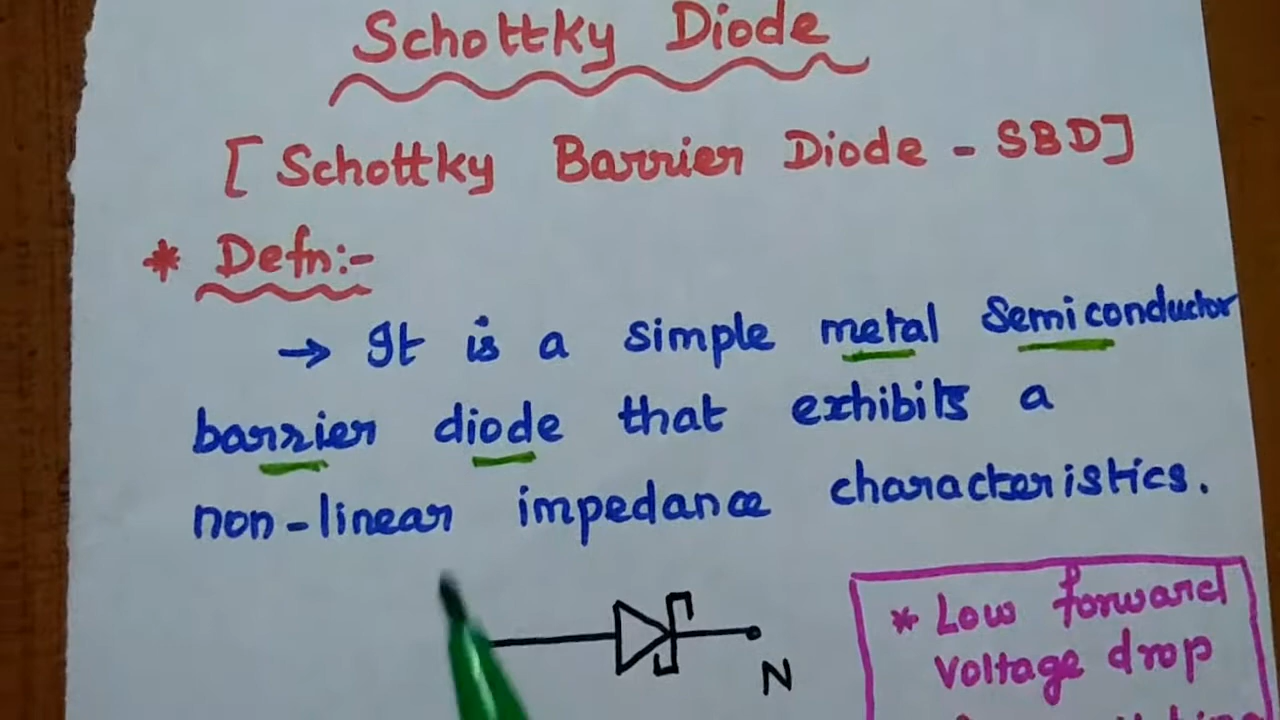 Schottky Diode
[Schottky Barrier Diode - SBD]
* Defn:-
→ It is a simple metal semiconductor
barrier diode that exhibits a
non-linear impedance characteristics.
N
* Low forward
voltage drop